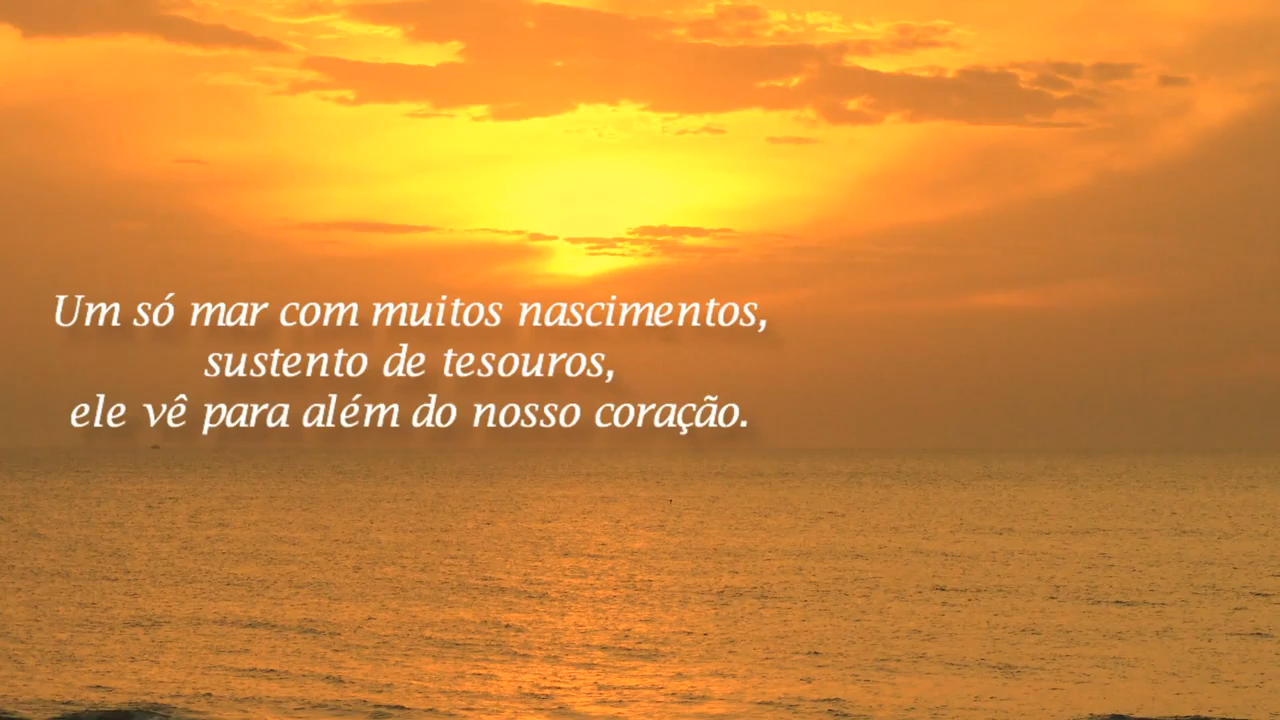 Um só mar com muitos nascimentos,
sustento de tesouros,
ele vê para além do nosso coração.